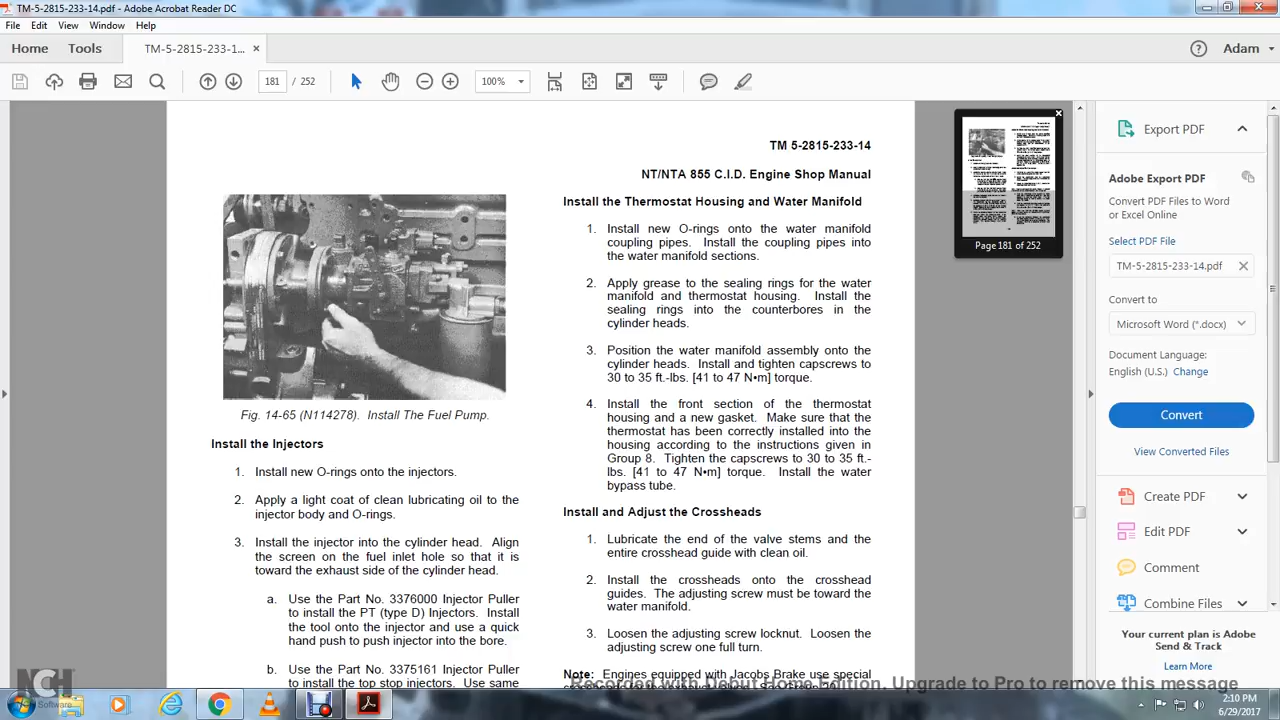 TM-5-2815-233-14.pdf - Adobe Acrobat Reader DC
File Edit View Window Help
Home Tools TM-5-2815-233-1... × Adam
181 / 252 100%
TM 5-2815-233-14
NT/NTA 855 C.I.D. Engine Shop Manual
Fig. 14-65 (N114278). Install The Fuel Pump.
Install the Injectors
1. Install new O-rings onto the injectors.
2. Apply a light coat of clean lubricating oil to the
injector body and O-rings.
3. Install the injector into the cylinder head. Align
the screen on the fuel inlet hole so that it is
toward the exhaust side of the cylinder head.
a. Use the Part No. 3376000 Injector Puller
to install the PT (type D) Injectors. Install
the tool onto the injector and use a quick
hand push to push injector into the bore.
b. Use the Part No. 3375161 Injector Puller
to install the top stop injectors. Use same
Install the Thermostat Housing and Water Manifold
1. Install new O-rings onto the water manifold
coupling pipes. Install the coupling pipes into
the water manifold sections.
2. Apply grease to the sealing rings for the water
manifold and thermostat housing. Install the
sealing rings into the counterbores in the
cylinder heads.
3. Position the water manifold assembly onto the
cylinder heads. Install and tighten capscrews to
30 to 35 ft.-lbs. [41 to 47 N•m] torque.
4. Install the front section of the thermostat
housing and a new gasket. Make sure that the
thermostat has been correctly installed into the
housing according to the instructions given in
Group 8. Tighten the capscrews to 30 to 35 ft.-
lbs. [41 to 47 N•m] torque. Install the water
bypass tube.
Install and Adjust the Crossheads
1. Lubricate the end of the valve stems and the
entire crosshead guide with clean oil.
2. Install the crossheads onto the crosshead
guides. The adjusting screw must be toward the
water manifold.
3. Loosen the adjusting screw locknut. Loosen the
adjusting screw one full turn.
Note: Engines equipped with Jacobs Brake use special
Page 181 of 252
Export PDF
Adobe Export PDF
Convert PDF Files to Word
or Excel Online
Select PDF File
TM-5-2815-233-14.pdf
Convert to
Microsoft Word (*.docx)
Document Language:
English (U.S.) Change
Convert
View Converted Files
Create PDF
Edit PDF
Comment
Combine Files
Your current plan is Adobe
Send & Track
Learn More
NCH
Software
Recorded with Debut Home Edition. Upgrade to Pro to remove this message
2:10 PM
6/29/2017